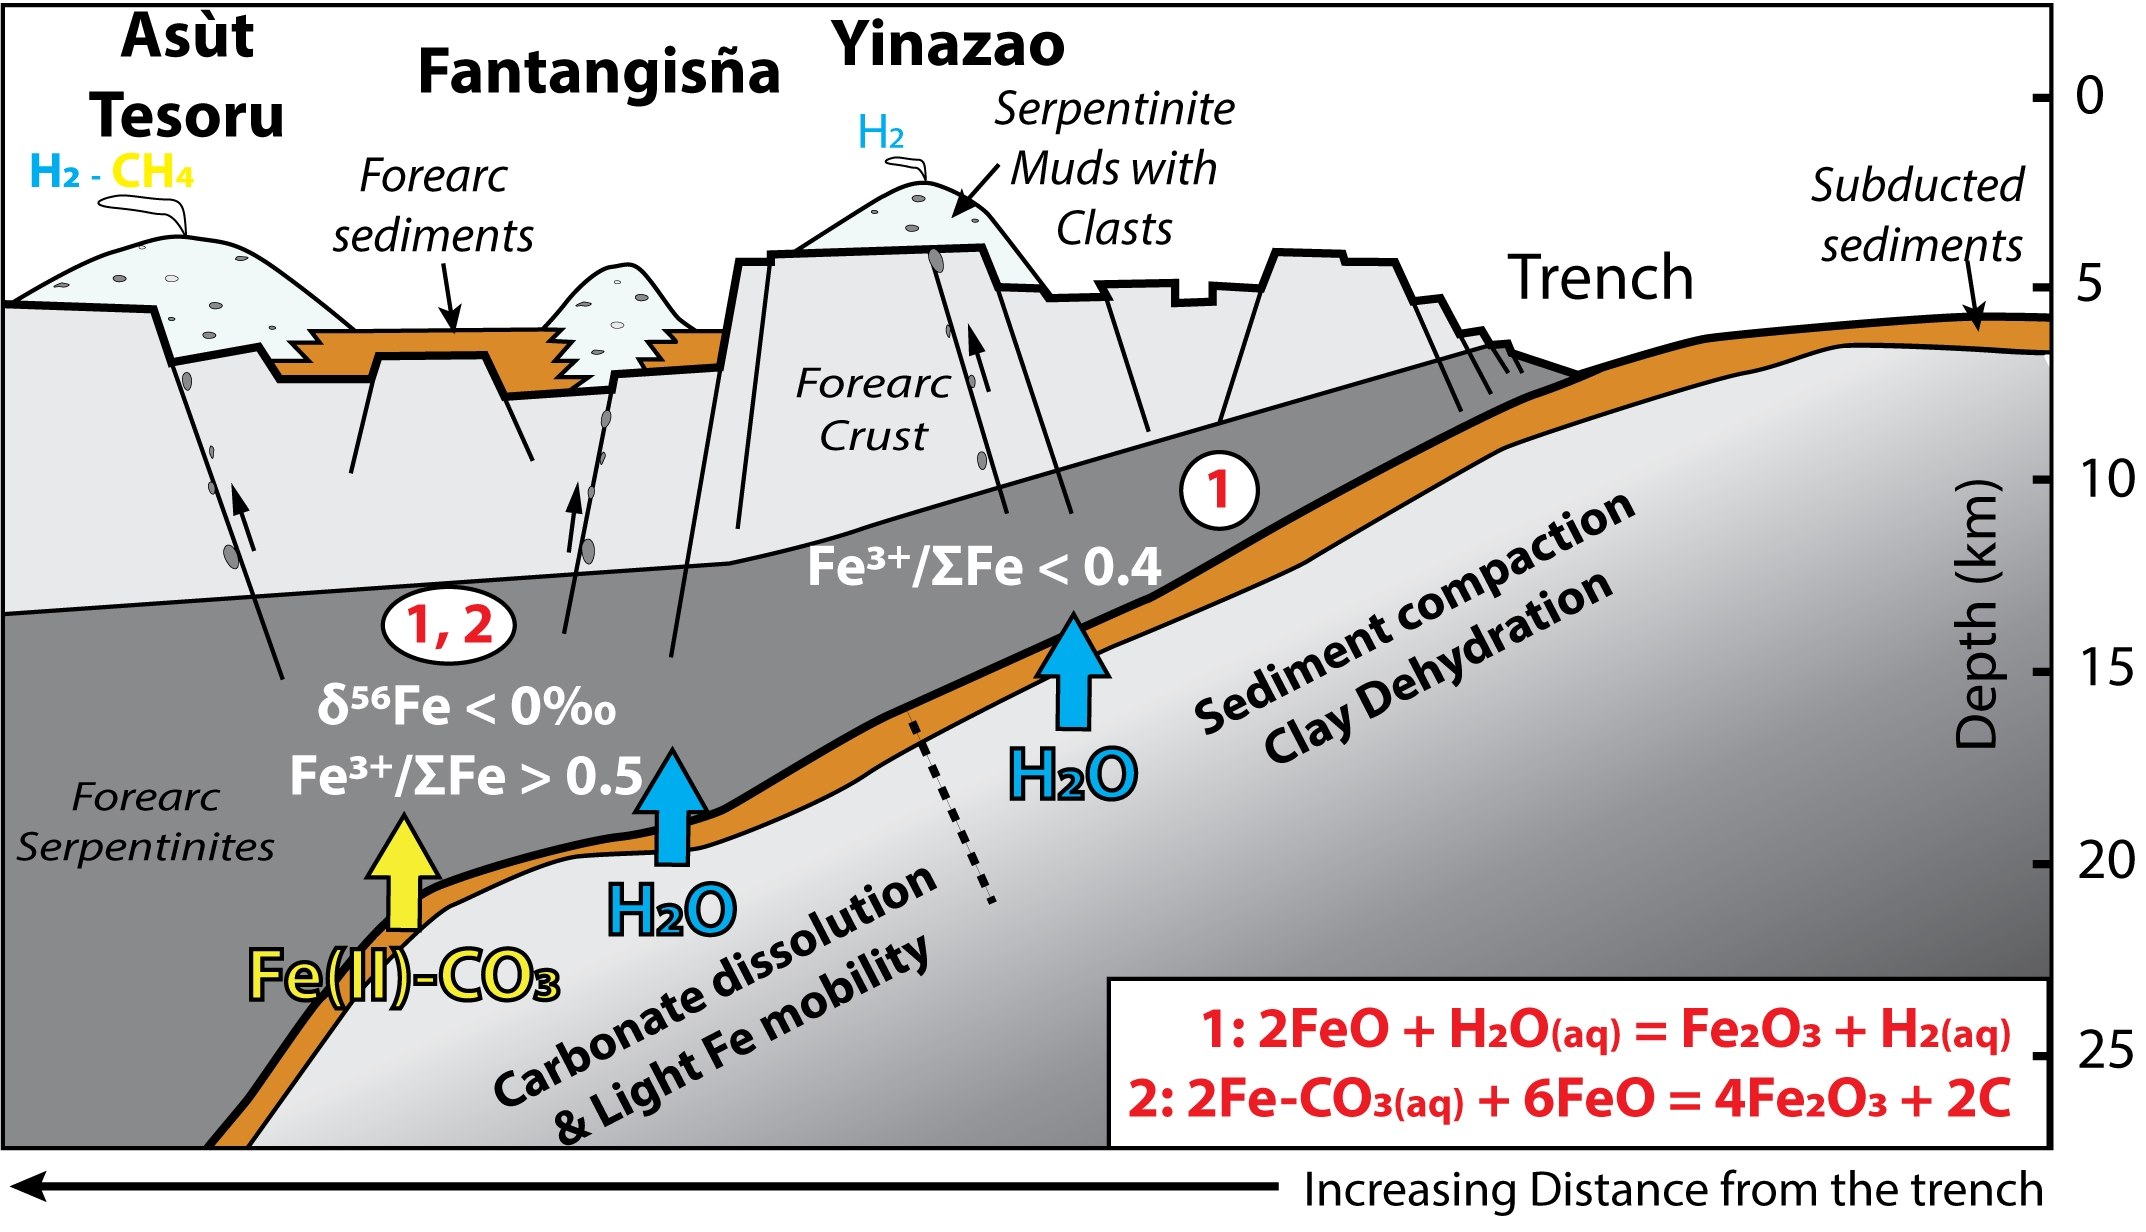 Asùt
Tesoru
H₂ - CH₄
Fantangisña
Yinazao
H₂
Forearc
sediments
Serpentinite
Muds with
Clasts
Trench
Subducted
sediments
0
5
10
15
20
25
Depth (km)
Forearc
Crust
1
Fe³⁺/ΣFe < 0.4
1, 2
δ⁵⁶Fe < 0‰
Fe³⁺/ΣFe > 0.5
Forearc
Serpentinites
H₂O
H₂O
Fe(II)-CO₃
Sediment compaction
Clay Dehydration
Carbonate dissolution
& Light Fe mobility
1: 2FeO + H₂O(aq) = Fe₂O₃ + H₂(aq)
2: 2Fe-CO₃(aq) + 6FeO = 4Fe₂O₃ + 2C
Increasing Distance from the trench